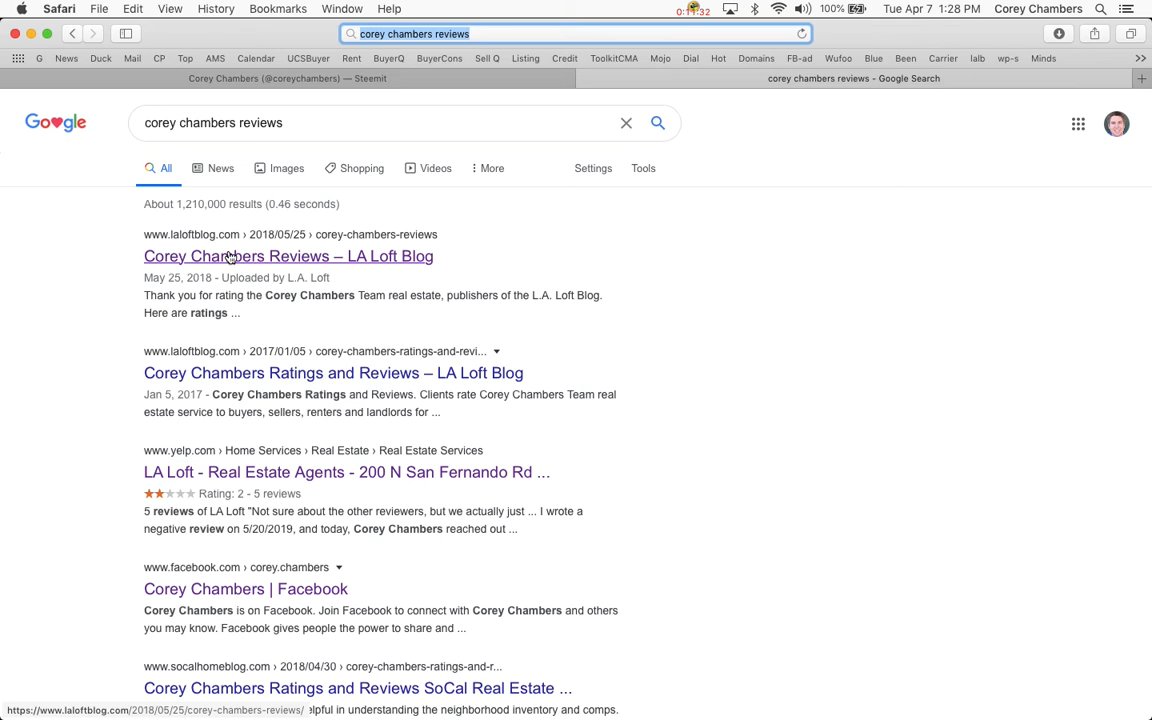 Safari File Edit View History Bookmarks Window Help 0:11:32 100% Tue Apr 7 1:28 PM Corey Chambers
corey chambers reviews
G News Duck Mail CP Top AMS Calendar UCSBuyer Rent BuyerQ BuyerCons Sell Q Listing Credit ToolkitCMA Mojo Dial Hot Domains FB-ad Wufoo Blue Been Carrier lalb wp-s Minds >>
Corey Chambers (@coreychambers) — Steemit corey chambers reviews - Google Search
Google corey chambers reviews
All News Images Shopping Videos More Settings Tools
About 1,210,000 results (0.46 seconds)
www.laloftblog.com › 2018/05/25 › corey-chambers-reviews
Corey Chambers Reviews – LA Loft Blog
May 25, 2018 - Uploaded by L.A. Loft
Thank you for rating the Corey Chambers Team real estate, publishers of the L.A. Loft Blog.
Here are ratings ...
www.laloftblog.com › 2017/01/05 › corey-chambers-ratings-and-revi...
Corey Chambers Ratings and Reviews – LA Loft Blog
Jan 5, 2017 - Corey Chambers Ratings and Reviews. Clients rate Corey Chambers Team real
estate service to buyers, sellers, renters and landlords for ...
www.yelp.com › Home Services › Real Estate › Real Estate Services
LA Loft - Real Estate Agents - 200 N San Fernando Rd ...
Rating: 2 - 5 reviews
5 reviews of LA Loft "Not sure about the other reviewers, but we actually just ... I wrote a
negative review on 5/20/2019, and today, Corey Chambers reached out ...
www.facebook.com › corey.chambers
Corey Chambers | Facebook
Corey Chambers is on Facebook. Join Facebook to connect with Corey Chambers and others
you may know. Facebook gives people the power to share and ...
www.socalhomeblog.com › 2018/04/30 › corey-chambers-ratings-and-r...
Corey Chambers Ratings and Reviews SoCal Real Estate ...
https://www.laloftblog.com/2018/05/25/corey-chambers-reviews/ in understanding the neighborhood inventory and comps.